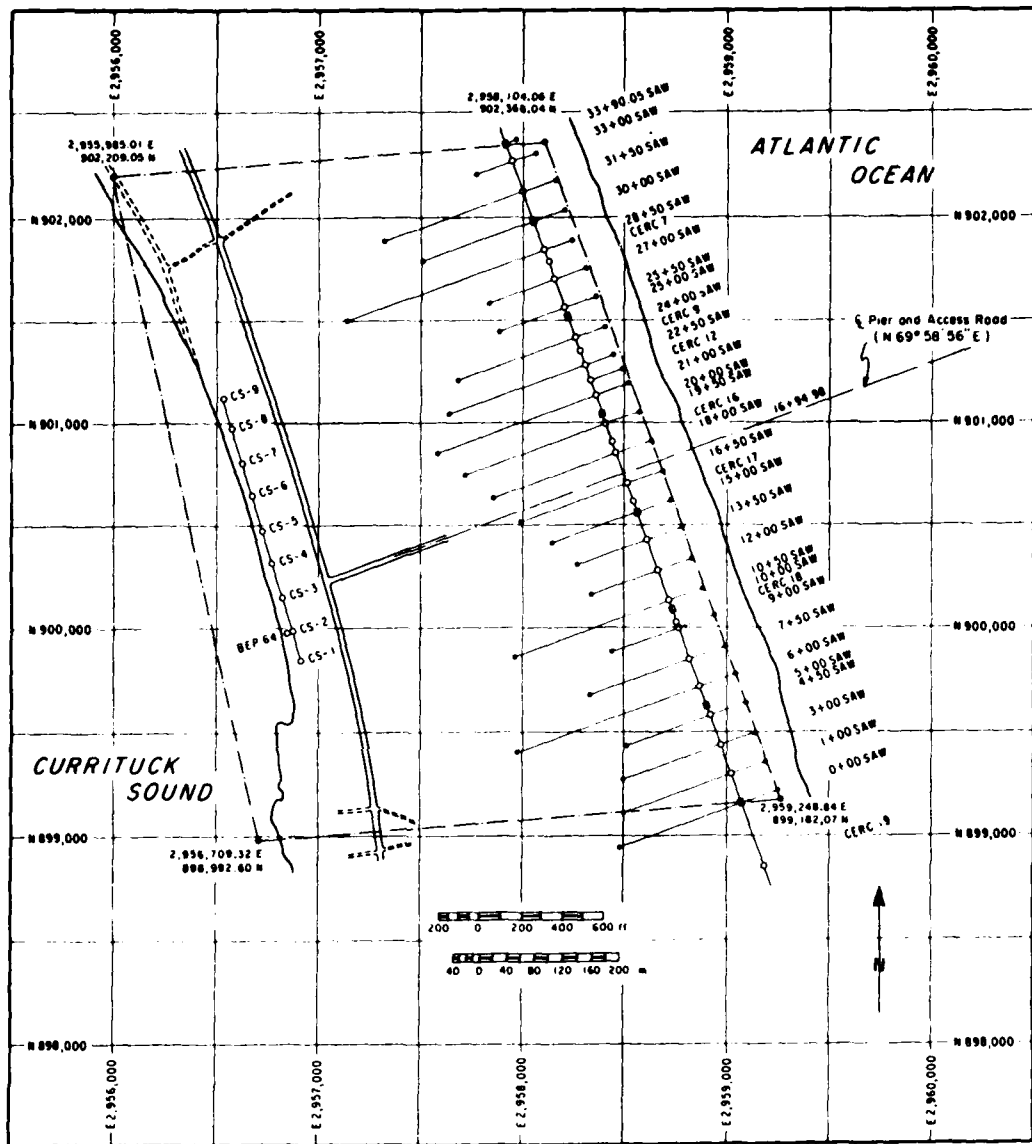 E 2,956,000
E 2,957,000
E 2,958,000
E 2,959,000
E 2,960,000
2,958,104.06 E
902,368.04 N
2,955,985.01 E
902,209.05 N
33+90.05 SAW
33+00 SAW
31+50 SAW
30+00 SAW
28+50 SAW
CERC 7
27+00 SAW
25+50 SAW
25+00 SAW
24+00 SAW
CERC 9
22+50 SAW
CERC 12
21+00 SAW
20+00 SAW
19+50 SAW
CERC 16
18+00 SAW
16+94.98
16+50 SAW
CERC 17
15+00 SAW
13+50 SAW
12+00 SAW
10+50 SAW
10+00 SAW
CERC 18
9+00 SAW
7+50 SAW
6+00 SAW
5+00 SAW
4+50 SAW
3+00 SAW
1+00 SAW
0+00 SAW
CERC 19
ATLANTIC
OCEAN
℄ Pier and Access Road
(N 69° 58' 56" E)
N 902,000
N 902,000
N 901,000
N 901,000
N 900,000
N 900,000
N 899,000
N 899,000
N 898,000
N 898,000
CS-9
CS-8
CS-7
CS-6
CS-5
CS-4
CS-3
CS-2
BEP 64
CS-1
CURRITUCK
SOUND
2,956,709.32 E
898,992.60 N
2,959,248.84 E
899,182.07 N
200 0 200 400 600 ft
40 0 40 80 120 160 200 m
N
E 2,956,000
E 2,957,000
E 2,958,000
E 2,959,000
E 2,960,000